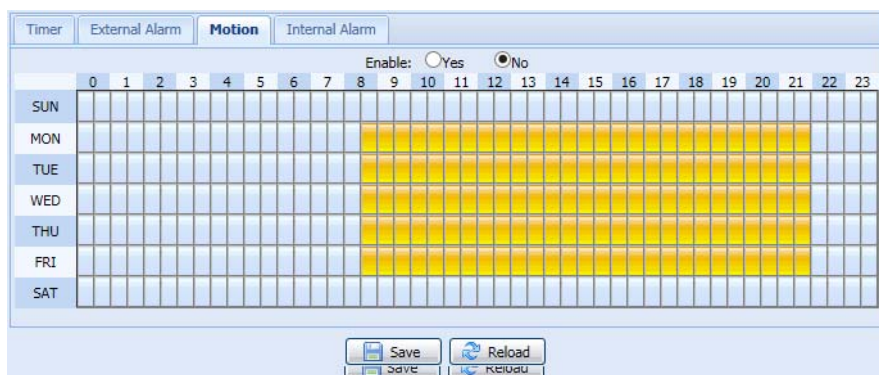 Timer External Alarm Motion Internal Alarm
Enable: Yes No
0 1 2 3 4 5 6 7 8 9 10 11 12 13 14 15 16 17 18 19 20 21 22 23
SUN
MON
TUE
WED
THU
FRI
SAT
Save Reload
Save Reload